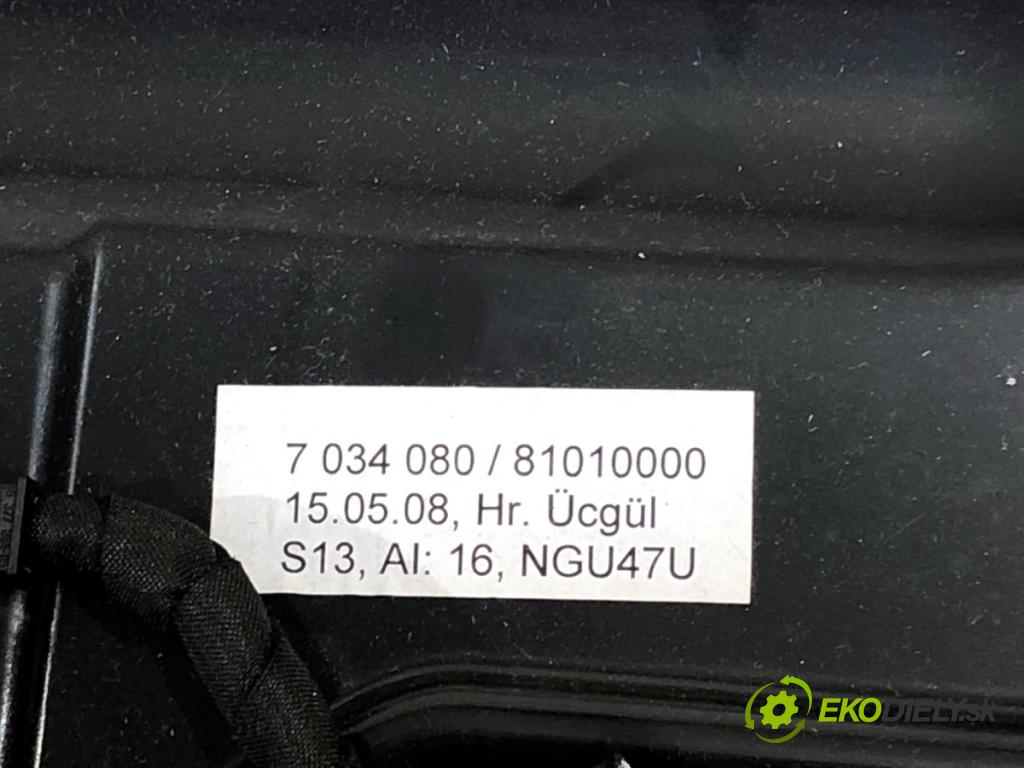 7 034 080 / 81010000
15.05.08, Hr. Ücgül
S13, AI: 16, NGU47U
EKODIELY.SK